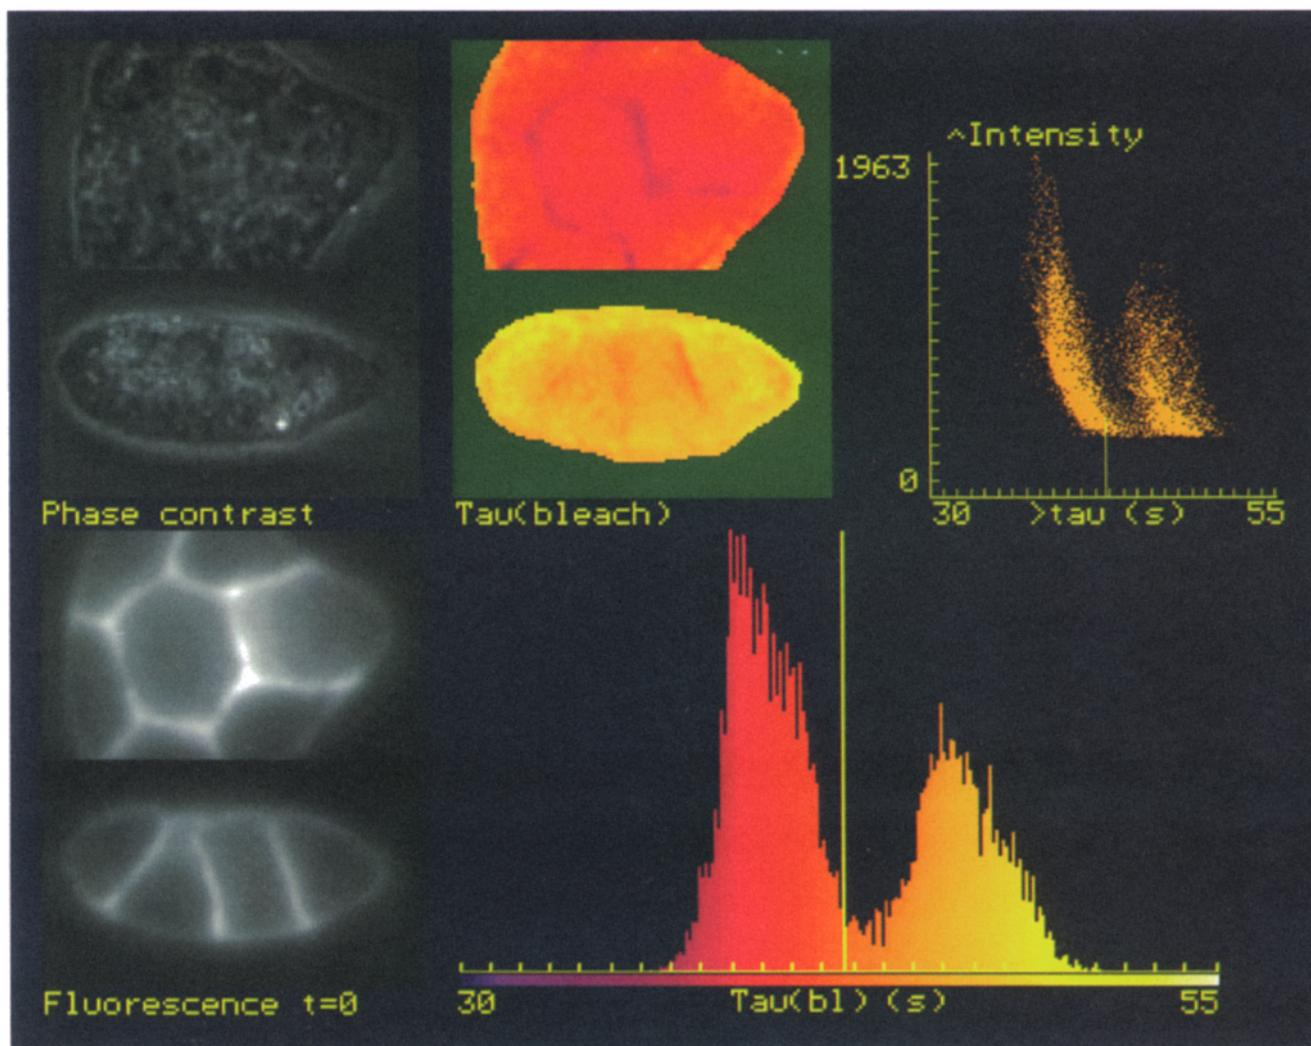 ^Intensity
1963
0
30 >tau (s) 55
Phase contrast
Tau(bleach)
Fluorescence t=0
30 Tau(bl) (s) 55